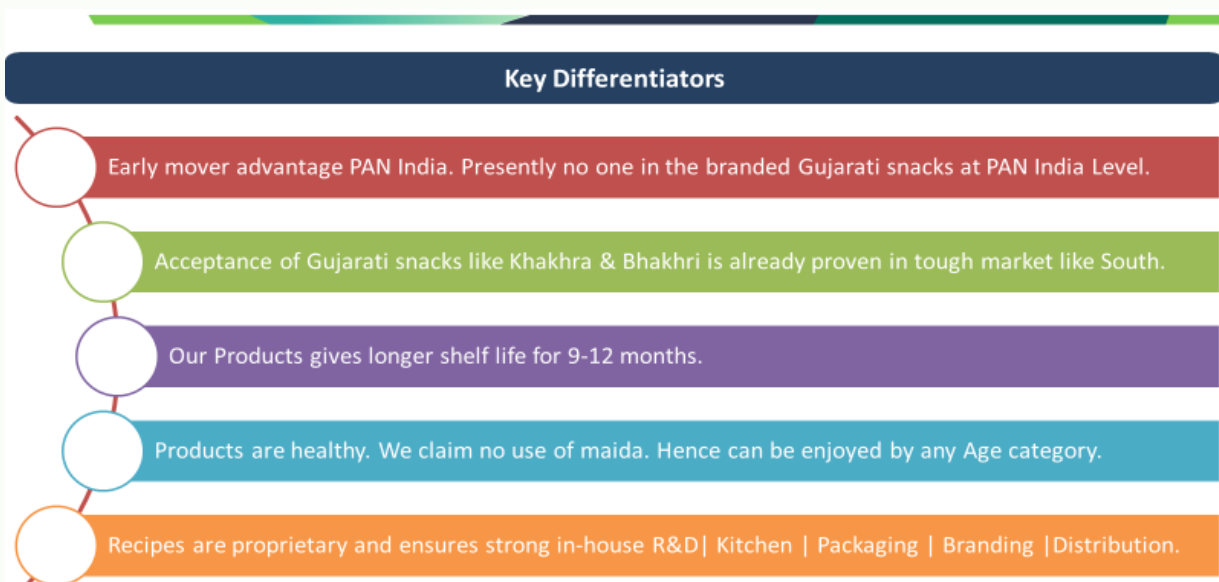 Key Differentiators
Early mover advantage PAN India. Presently no one in the branded Gujarati snacks at PAN India Level.
Acceptance of Gujarati snacks like Khakhra & Bhakhri is already proven in tough market like South.
Our Products gives longer shelf life for 9-12 months.
Products are healthy. We claim no use of maida. Hence can be enjoyed by any Age category.
Recipes are proprietary and ensures strong in-house R&D| Kitchen | Packaging | Branding |Distribution.